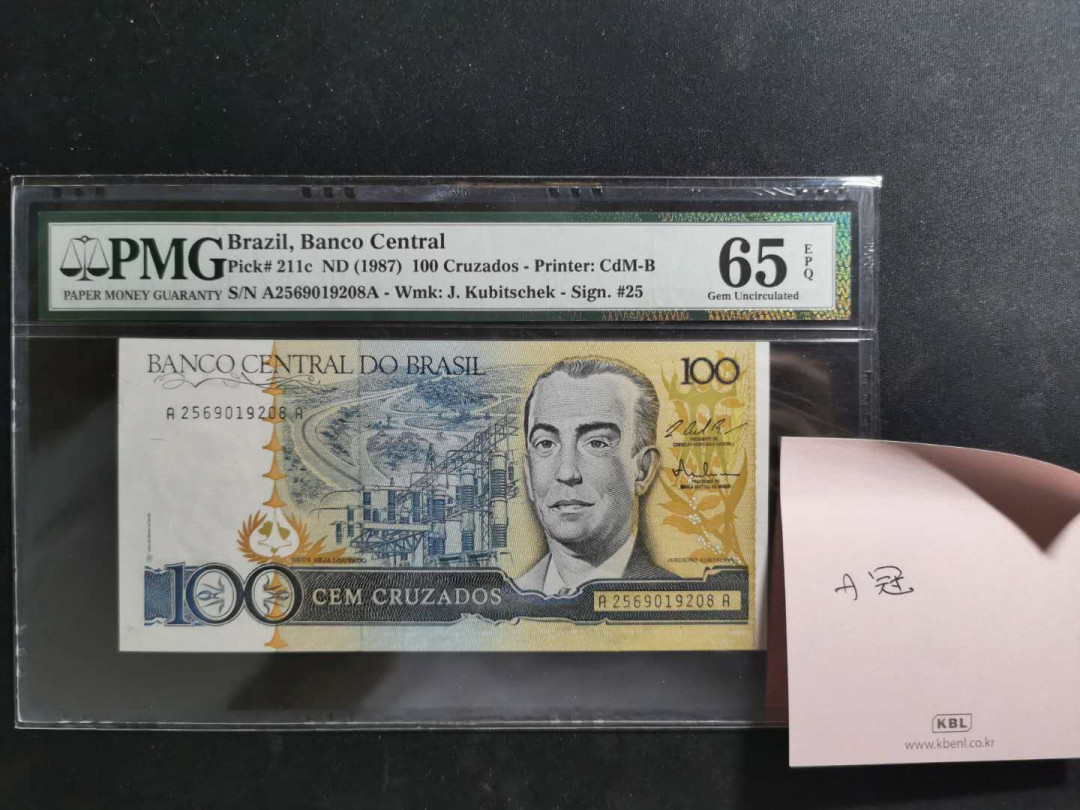 PMG
PAPER MONEY GUARANTY
Brazil, Banco Central
Pick# 211c ND (1987) 100 Cruzados - Printer: CdM-B
S/N A2569019208A - Wmk: J. Kubitschek - Sign. #25
65
EPQ
Gem Uncirculated
BANCO CENTRAL DO BRASIL
100
A 2569019208 A
100
CEM CRUZADOS
A 2569019208 A
A冠
KBL
www.kbenl.co.kr